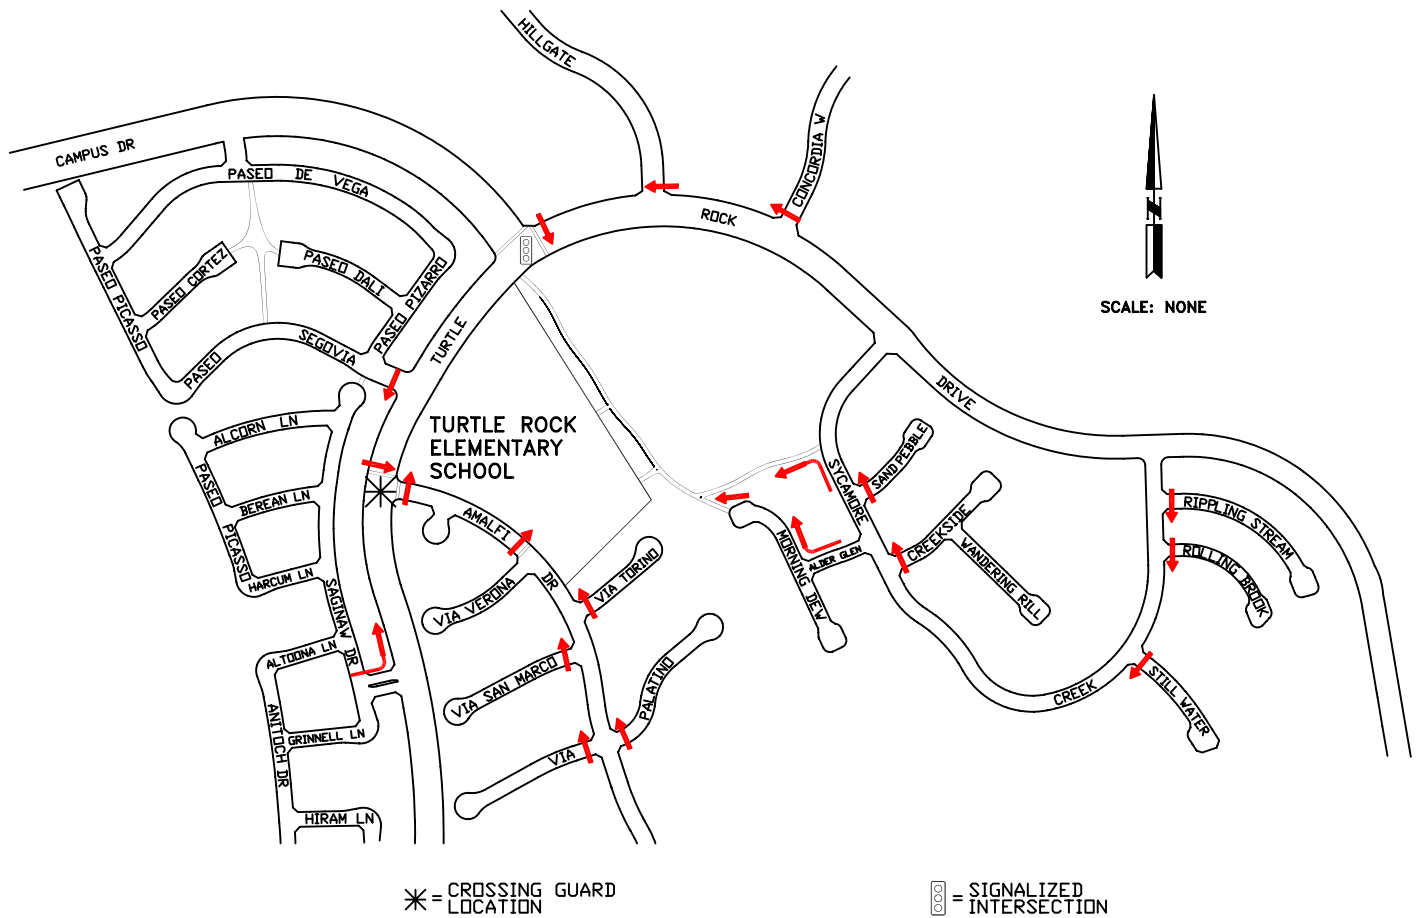 HILLGATE
CONCORDIA W
CAMPUS DR
PASEO DE VEGA
ROCK
N
PASEO PICASSO
PASEO CORTEZ
PASEO DALI
PASEO PIZARRO
SCALE: NONE
TURTLE
SEGOVIA
PASEO
DRIVE
TURTLE ROCK
ELEMENTARY
SCHOOL
ALCORN LN
SAND PEBBLE
SYCAMORE
PASEO
BEREAN LN
AMALFI
CREEKSIDE
RIPPLING STREAM
PICASSO
MORNING DEW
ALDER GLEN
WANDERING RILL
ROLLING BROOK
HARCUM LN
SAGINAW DR
VIA VERONA
DR
VIA TORINO
ALTOONA LN
VIA SAN MARCO
PALATINO
CREEK
STILL WATER
ANITOCH DR
GRINNELL LN
VIA
HIRAM LN
= CROSSING GUARD
LOCATION
= SIGNALIZED
INTERSECTION